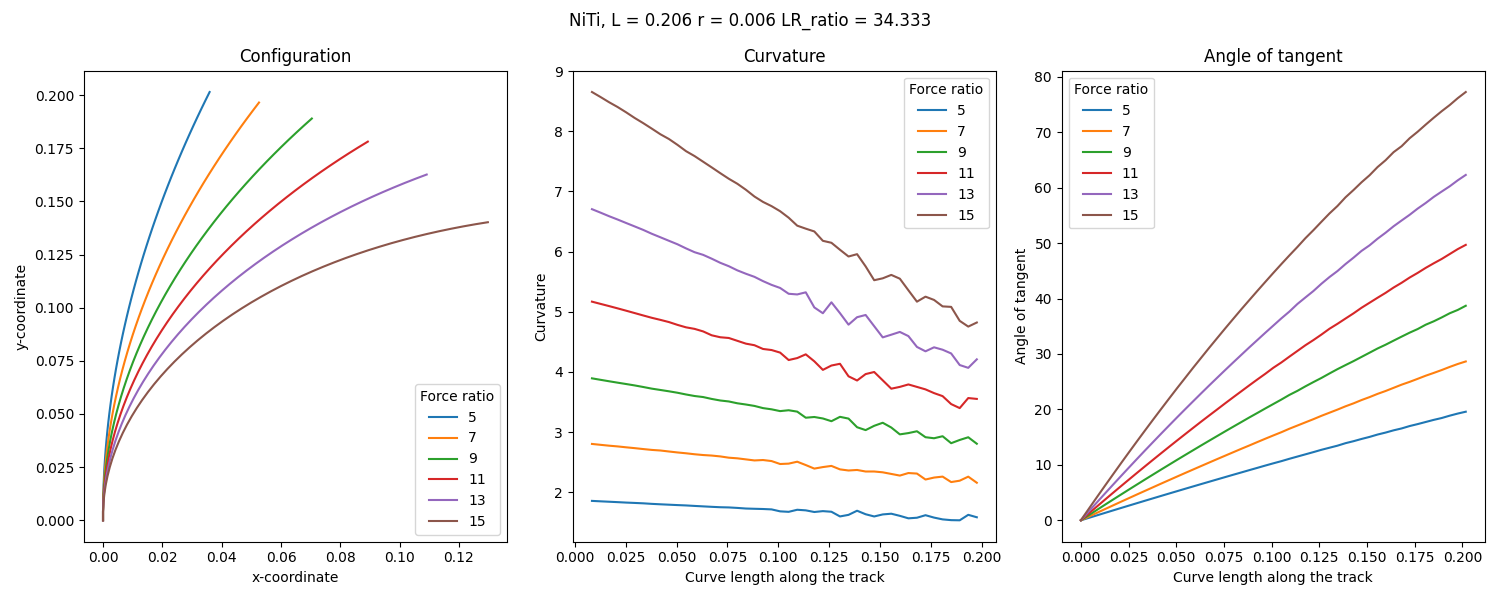 NiTi, L = 0.206 r = 0.006 LR_ratio = 34.333
Configuration
y-coordinate
0.200
0.175
0.150
0.125
0.100
0.075
0.050
0.025
0.000
Force ratio
5
7
9
11
13
15
0.00 0.02 0.04 0.06 0.08 0.10 0.12
x-coordinate
Curvature
Curvature
9
8
7
6
5
4
3
2
Force ratio
5
7
9
11
13
15
0.000 0.025 0.050 0.075 0.100 0.125 0.150 0.175 0.200
Curve length along the track
Angle of tangent
Angle of tangent
80
70
60
50
40
30
20
10
0
Force ratio
5
7
9
11
13
15
0.000 0.025 0.050 0.075 0.100 0.125 0.150 0.175 0.200
Curve length along the track